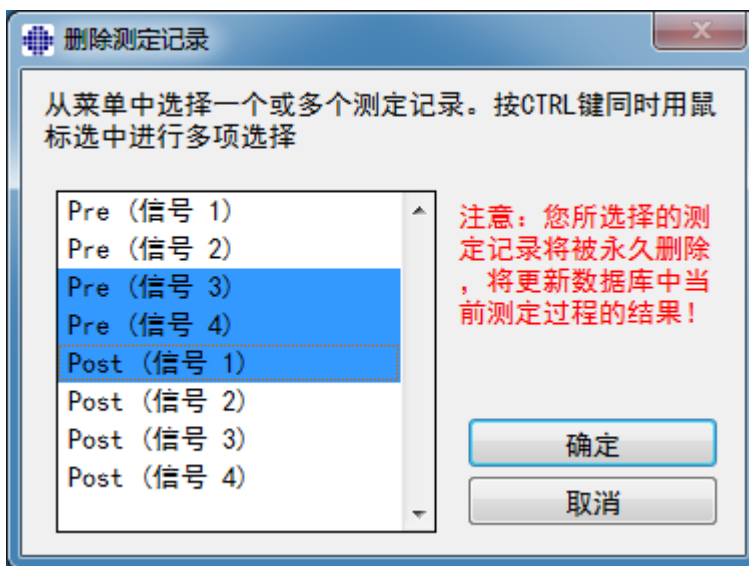 删除测定记录
从菜单中选择一个或多个测定记录。按CTRL键同时用鼠
标选中进行多项选择
Pre (信号 1)
Pre (信号 2)
Pre (信号 3)
Pre (信号 4)
Post (信号 1)
Post (信号 2)
Post (信号 3)
Post (信号 4)
注意：您所选择的测
定记录将被永久删除
，将更新数据库中当
前测定过程的结果！
确定
取消